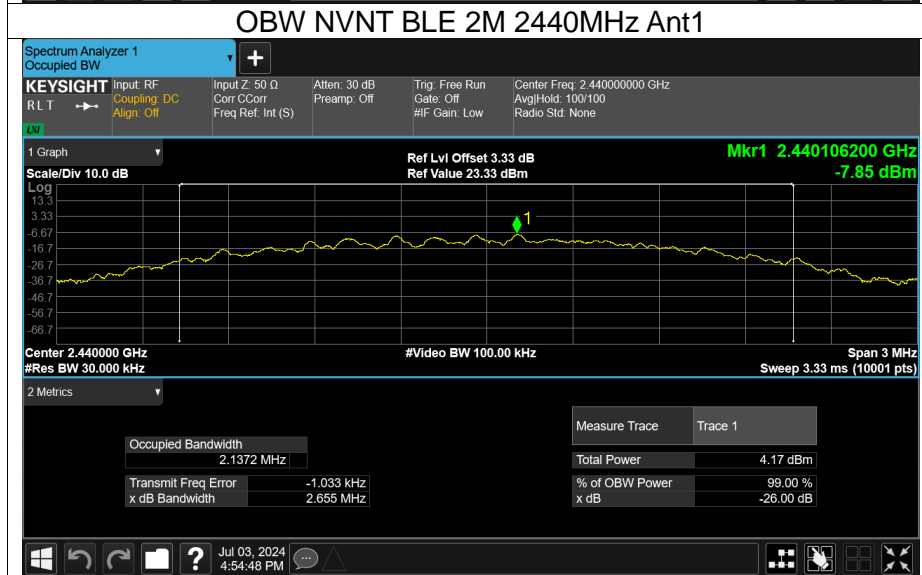 OBW NVNT BLE 2M 2440MHz Ant1
Spectrum Analyzer 1
Occupied BW
+
KEYSIGHT Input: RF Input Z: 50 Ω Atten: 30 dB Trig: Free Run Center Freq: 2.440000000 GHz
RLT Coupling: DC Corr CCorr Preamp: Off Gate: Off Avg|Hold: 100/100
Align: Off Freq Ref: Int (S) #IF Gain: Low Radio Std: None
LXI
1 Graph Ref Lvl Offset 3.33 dB Mkr1 2.440106200 GHz
Scale/Div 10.0 dB Ref Value 23.33 dBm -7.85 dBm
Log
13.3
3.33
-6.67
-16.7
-26.7
-36.7
-46.7
-56.7
-66.7
1
Center 2.440000 GHz #Video BW 100.00 kHz Span 3 MHz
#Res BW 30.000 kHz Sweep 3.33 ms (10001 pts)
2 Metrics
Measure Trace Trace 1
Occupied Bandwidth
2.1372 MHz Total Power 4.17 dBm
Transmit Freq Error -1.033 kHz % of OBW Power 99.00 %
x dB Bandwidth 2.655 MHz x dB -26.00 dB
? Jul 03, 2024
4:54:48 PM